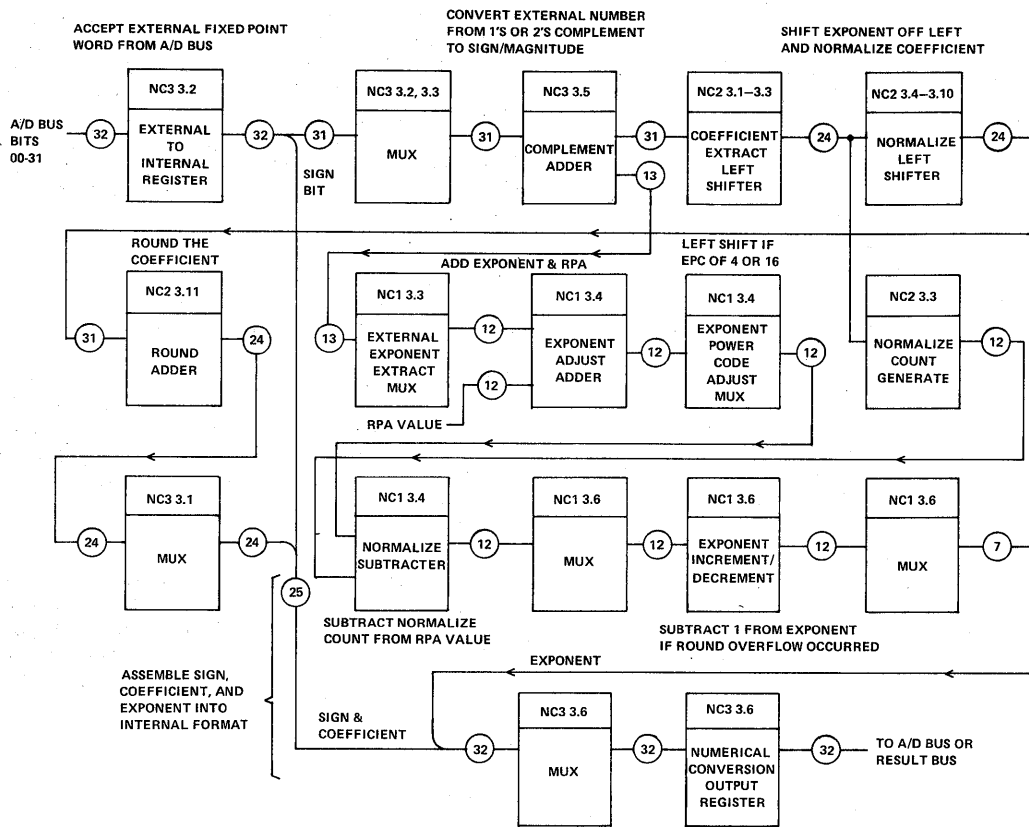 ACCEPT EXTERNAL FIXED POINT
WORD FROM A/D BUS
CONVERT EXTERNAL NUMBER
FROM 1'S OR 2'S COMPLEMENT
TO SIGN/MAGNITUDE
SHIFT EXPONENT OFF LEFT
AND NORMALIZE COEFFICIENT
A/D BUS
BITS
00-31
32
NC3 3.2
EXTERNAL
TO
INTERNAL
REGISTER
32
SIGN
BIT
31
NC3 3.2, 3.3
MUX
31
NC3 3.5
COMPLEMENT
ADDER
31
13
NC2 3.1–3.3
COEFFICIENT
EXTRACT
LEFT
SHIFTER
24
NC2 3.4–3.10
NORMALIZE
LEFT
SHIFTER
24
ROUND THE
COEFFICIENT
31
NC2 3.11
ROUND
ADDER
24
ADD EXPONENT & RPA
13
NC1 3.3
EXTERNAL
EXPONENT
EXTRACT
MUX
12
12
RPA VALUE
NC1 3.4
EXPONENT
ADJUST
ADDER
12
LEFT SHIFT IF
EPC OF 4 OR 16
NC1 3.4
EXPONENT
POWER
CODE
ADJUST
MUX
12
NC2 3.3
NORMALIZE
COUNT
GENERATE
12
24
NC3 3.1
MUX
24
25
NC1 3.4
NORMALIZE
SUBTRACTER
12
SUBTRACT NORMALIZE
COUNT FROM RPA VALUE
NC1 3.6
MUX
12
NC1 3.6
EXPONENT
INCREMENT/
DECREMENT
12
SUBTRACT 1 FROM EXPONENT
IF ROUND OVERFLOW OCCURRED
NC1 3.6
MUX
7
ASSEMBLE SIGN,
COEFFICIENT, AND
EXPONENT INTO
INTERNAL FORMAT
EXPONENT
SIGN &
COEFFICIENT
32
NC3 3.6
MUX
32
NC3 3.6
NUMERICAL
CONVERSION
OUTPUT
REGISTER
32
TO A/D BUS OR
RESULT BUS